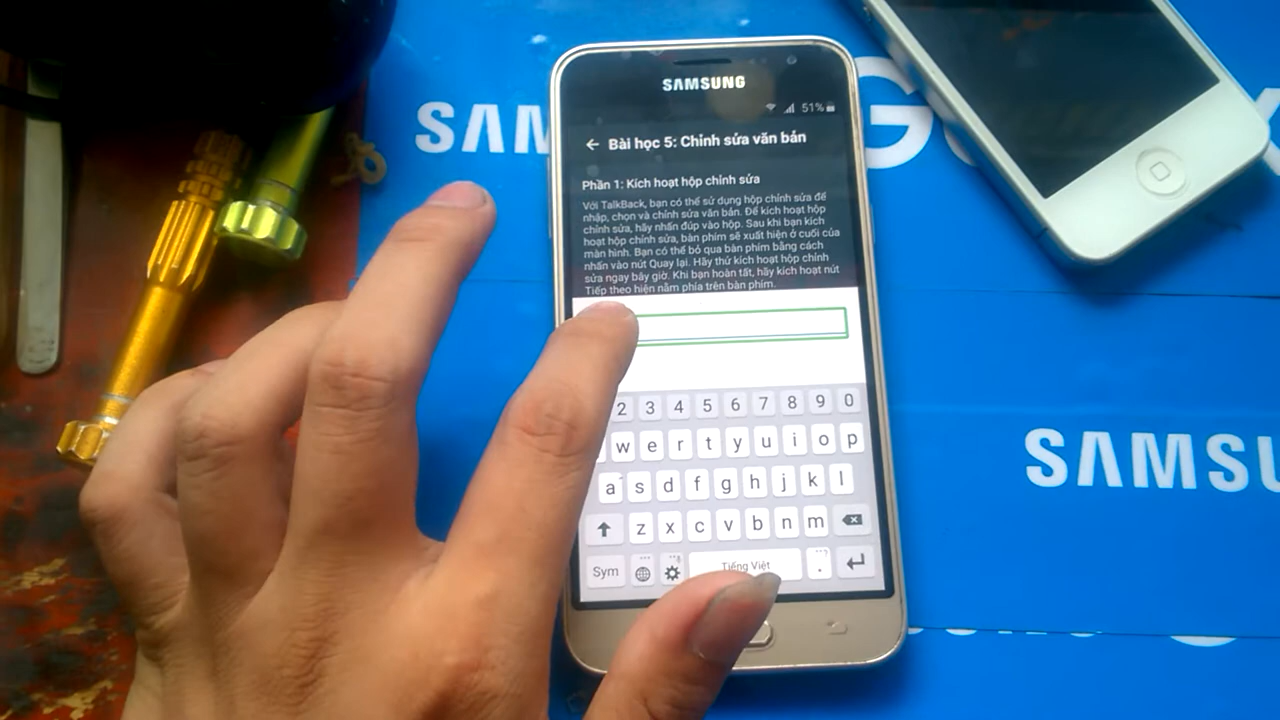 SAMSUNG
51%
Bài học 5: Chỉnh sửa văn bản
Phần 1: Kích hoạt hộp chỉnh sửa
Với TalkBack, bạn có thể sử dụng hộp chỉnh sửa để
nhập, chọn và chỉnh sửa văn bản. Để kích hoạt hộp
chỉnh sửa, hãy nhấn đúp vào hộp. Sau khi bạn kích
hoạt hộp chỉnh sửa, bàn phím sẽ xuất hiện ở cuối của
màn hình. Bạn có thể bỏ qua bàn phím bằng cách
nhấn vào nút Quay lại. Hãy thử kích hoạt hộp chỉnh
sửa ngay bây giờ. Khi bạn hoàn tất, hãy kích hoạt nút
Tiếp theo hiện nằm phía trên bàn phím.
2 3 4 5 6 7 8 9 0
w e r t y u i o p
a s d f g h j k l
z x c v b n m
Sym Tiếng Việt .
SAM
G
SAMSU